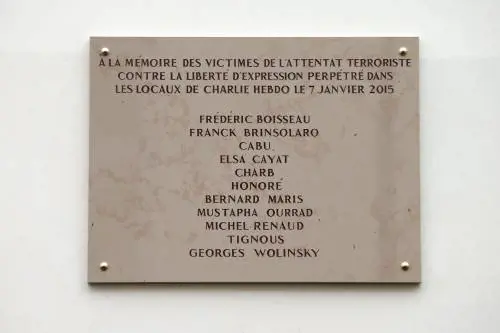 À LA MÉMOIRE DES VICTIMES DE L'ATTENTAT TERRORISTE
CONTRE LA LIBERTÉ D'EXPRESSION PERPÉTRÉ DANS
LES LOCAUX DE CHARLIE HEBDO LE 7 JANVIER 2015
FRÉDÉRIC BOISSEAU
FRANCK BRINSOLARO
CABU
ELSA CAYAT
CHARB
HONORÉ
BERNARD MARIS
MUSTAPHA OURRAD
MICHEL RENAUD
TIGNOUS
GEORGES WOLINSKY